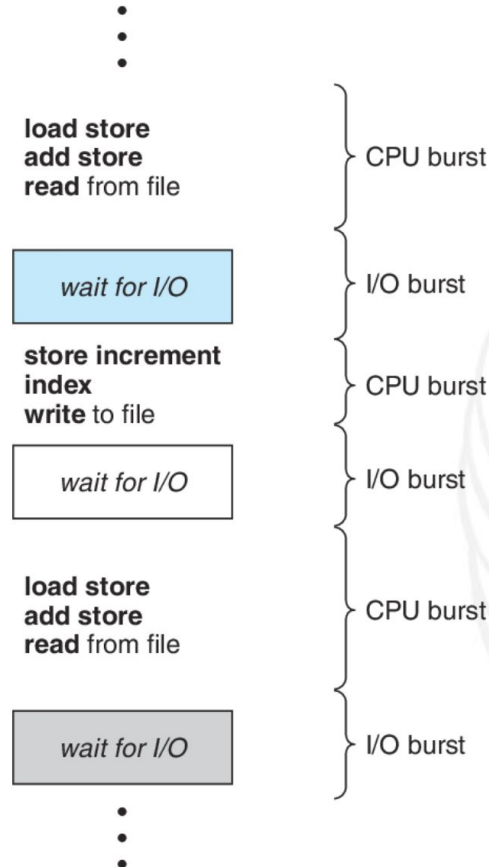 load store
add store
read from file
CPU burst
wait for I/O
I/O burst
store increment
index
write to file
CPU burst
wait for I/O
I/O burst
load store
add store
read from file
CPU burst
wait for I/O
I/O burst